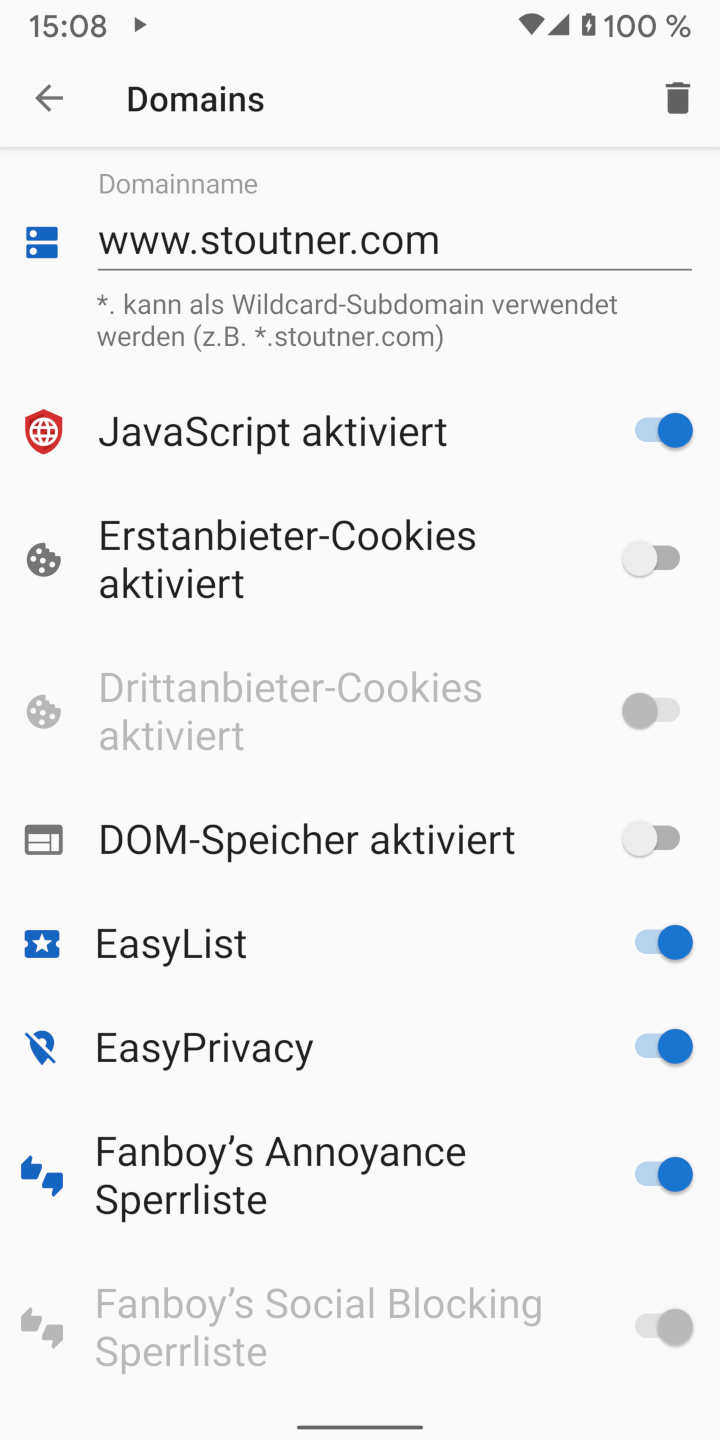 15:08
100 %
Domains
Domainname
www.stoutner.com
*. kann als Wildcard-Subdomain verwendet
werden (z.B. *.stoutner.com)
JavaScript aktiviert
Erstanbieter-Cookies
aktiviert
Drittanbieter-Cookies
aktiviert
DOM-Speicher aktiviert
EasyList
EasyPrivacy
Fanboy’s Annoyance
Sperrliste
Fanboy’s Social Blocking
Sperrliste